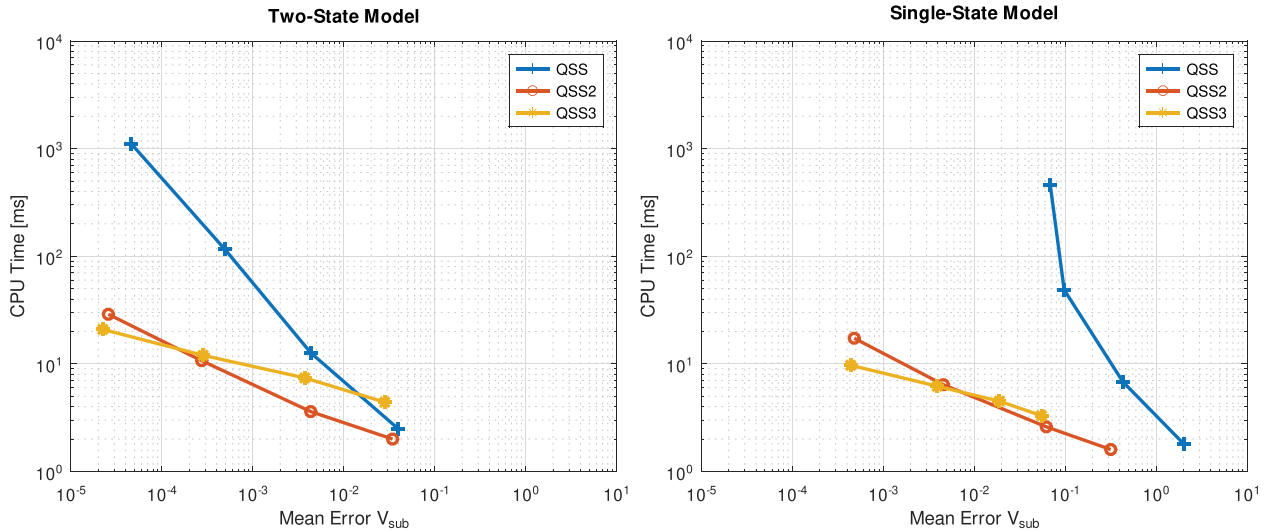 Two-State Model
10^4
10^3
10^2
10^1
10^0
CPU Time [ms]
QSS
QSS2
QSS3
10^-5
10^-4
10^-3
10^-2
10^-1
10^0
10^1
Mean Error V_sub
Single-State Model
10^4
10^3
10^2
10^1
10^0
CPU Time [ms]
QSS
QSS2
QSS3
10^-5
10^-4
10^-3
10^-2
10^-1
10^0
10^1
Mean Error V_sub